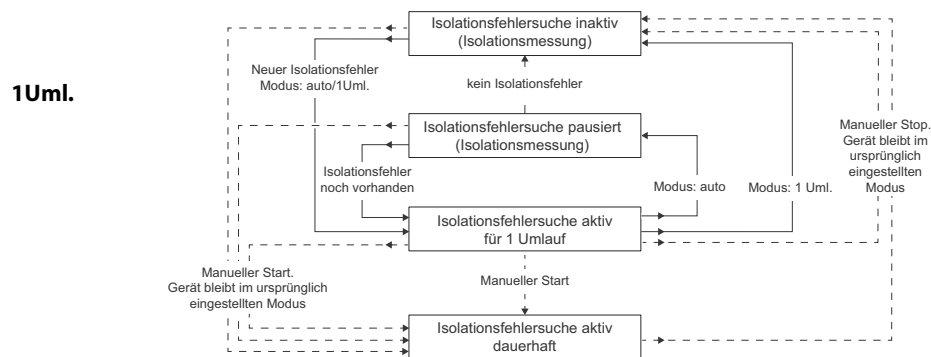 Isolationsfehlersuche inaktiv
(Isolationsmessung)
Neuer Isolationsfehler
Modus: auto/1Uml.
1Uml.
kein Isolationsfehler
Isolationsfehlersuche pausiert
(Isolationsmessung)
Manueller Stop.
Gerät bleibt im
ursprünglich
eingestellten
Modus
Isolationsfehler
noch vorhanden
Modus: auto
Modus: 1 Uml.
Isolationsfehlersuche aktiv
für 1 Umlauf
Manueller Start.
Gerät bleibt im ursprünglich
eingestellten Modus
Manueller Start
Isolationsfehlersuche aktiv
dauerhaft